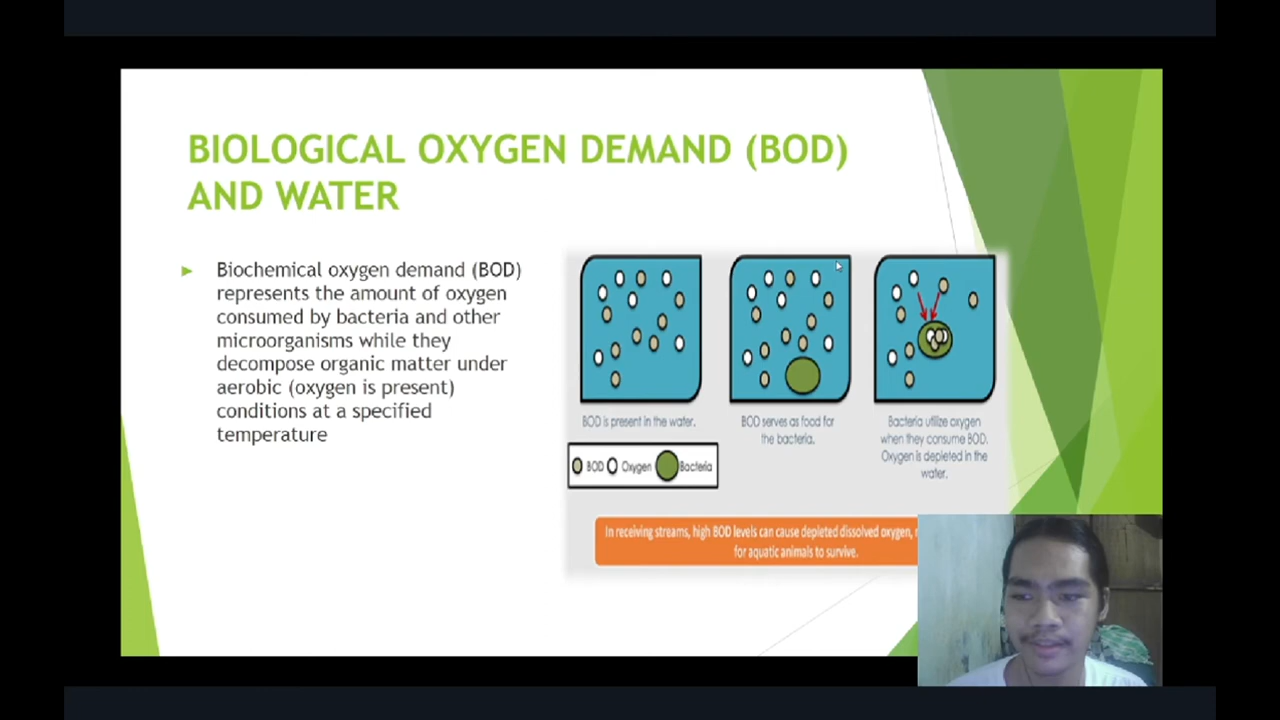 BIOLOGICAL OXYGEN DEMAND (BOD)
AND WATER
Biochemical oxygen demand (BOD)
represents the amount of oxygen
consumed by bacteria and other
microorganisms while they
decompose organic matter under
aerobic (oxygen is present)
conditions at a specified
temperature
BOD is present in the water.
BOD serves as food for
the bacteria.
Bacteria utilize oxygen
when they consume BOD.
Oxygen is depleted in the
water.
BOD Oxygen Bacteria
In receiving streams, high BOD levels can cause depleted dissolved oxygen,
for aquatic animals to survive.